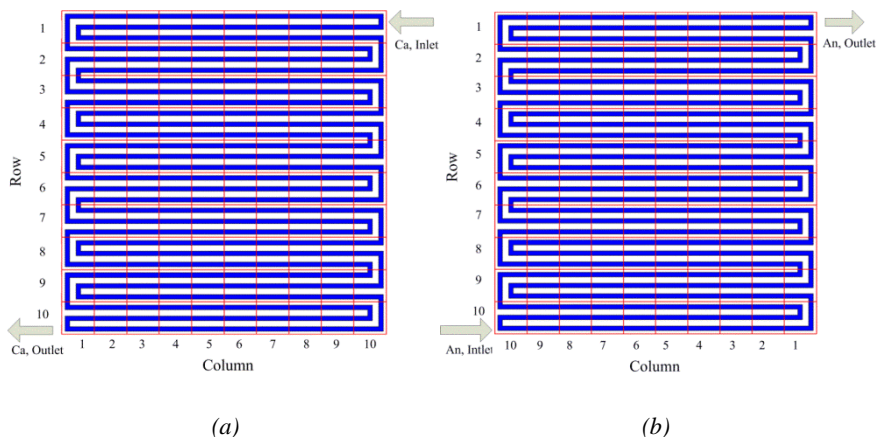 Ca, Inlet
Row
1
2
3
4
5
6
7
8
9
10
Ca, Outlet
1 2 3 4 5 6 7 8 9 10
Column
(a)
An, Outlet
Row
1
2
3
4
5
6
7
8
9
10
An, Intlet
10 9 8 7 6 5 4 3 2 1
Column
(b)